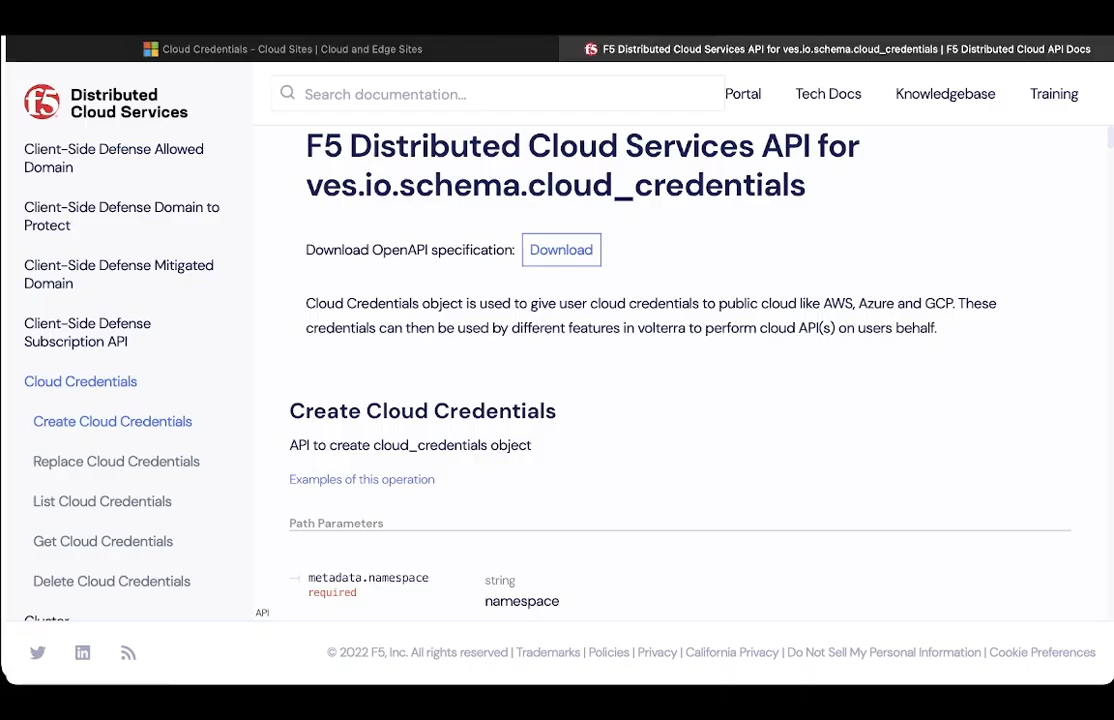 Cloud Credentials - Cloud Sites | Cloud and Edge Sites
F5 Distributed Cloud Services API for ves.io.schema.cloud_credentials | F5 Distributed Cloud API Docs
f5
Distributed
Cloud Services
Search documentation...
Portal
Tech Docs
Knowledgebase
Training
Client-Side Defense Allowed
Domain
Client-Side Defense Domain to
Protect
Client-Side Defense Mitigated
Domain
Client-Side Defense
Subscription API
Cloud Credentials
Create Cloud Credentials
Replace Cloud Credentials
List Cloud Credentials
Get Cloud Credentials
Delete Cloud Credentials
Cluster
F5 Distributed Cloud Services API for
ves.io.schema.cloud_credentials
Download OpenAPI specification:
Download
Cloud Credentials object is used to give user cloud credentials to public cloud like AWS, Azure and GCP. These
credentials can then be used by different features in volterra to perform cloud API(s) on users behalf.
Create Cloud Credentials
API to create cloud_credentials object
Examples of this operation
Path Parameters
metadata.namespace
required
string
namespace
API
© 2022 F5, Inc. All rights reserved | Trademarks | Policies | Privacy | California Privacy | Do Not Sell My Personal Information | Cookie Preferences